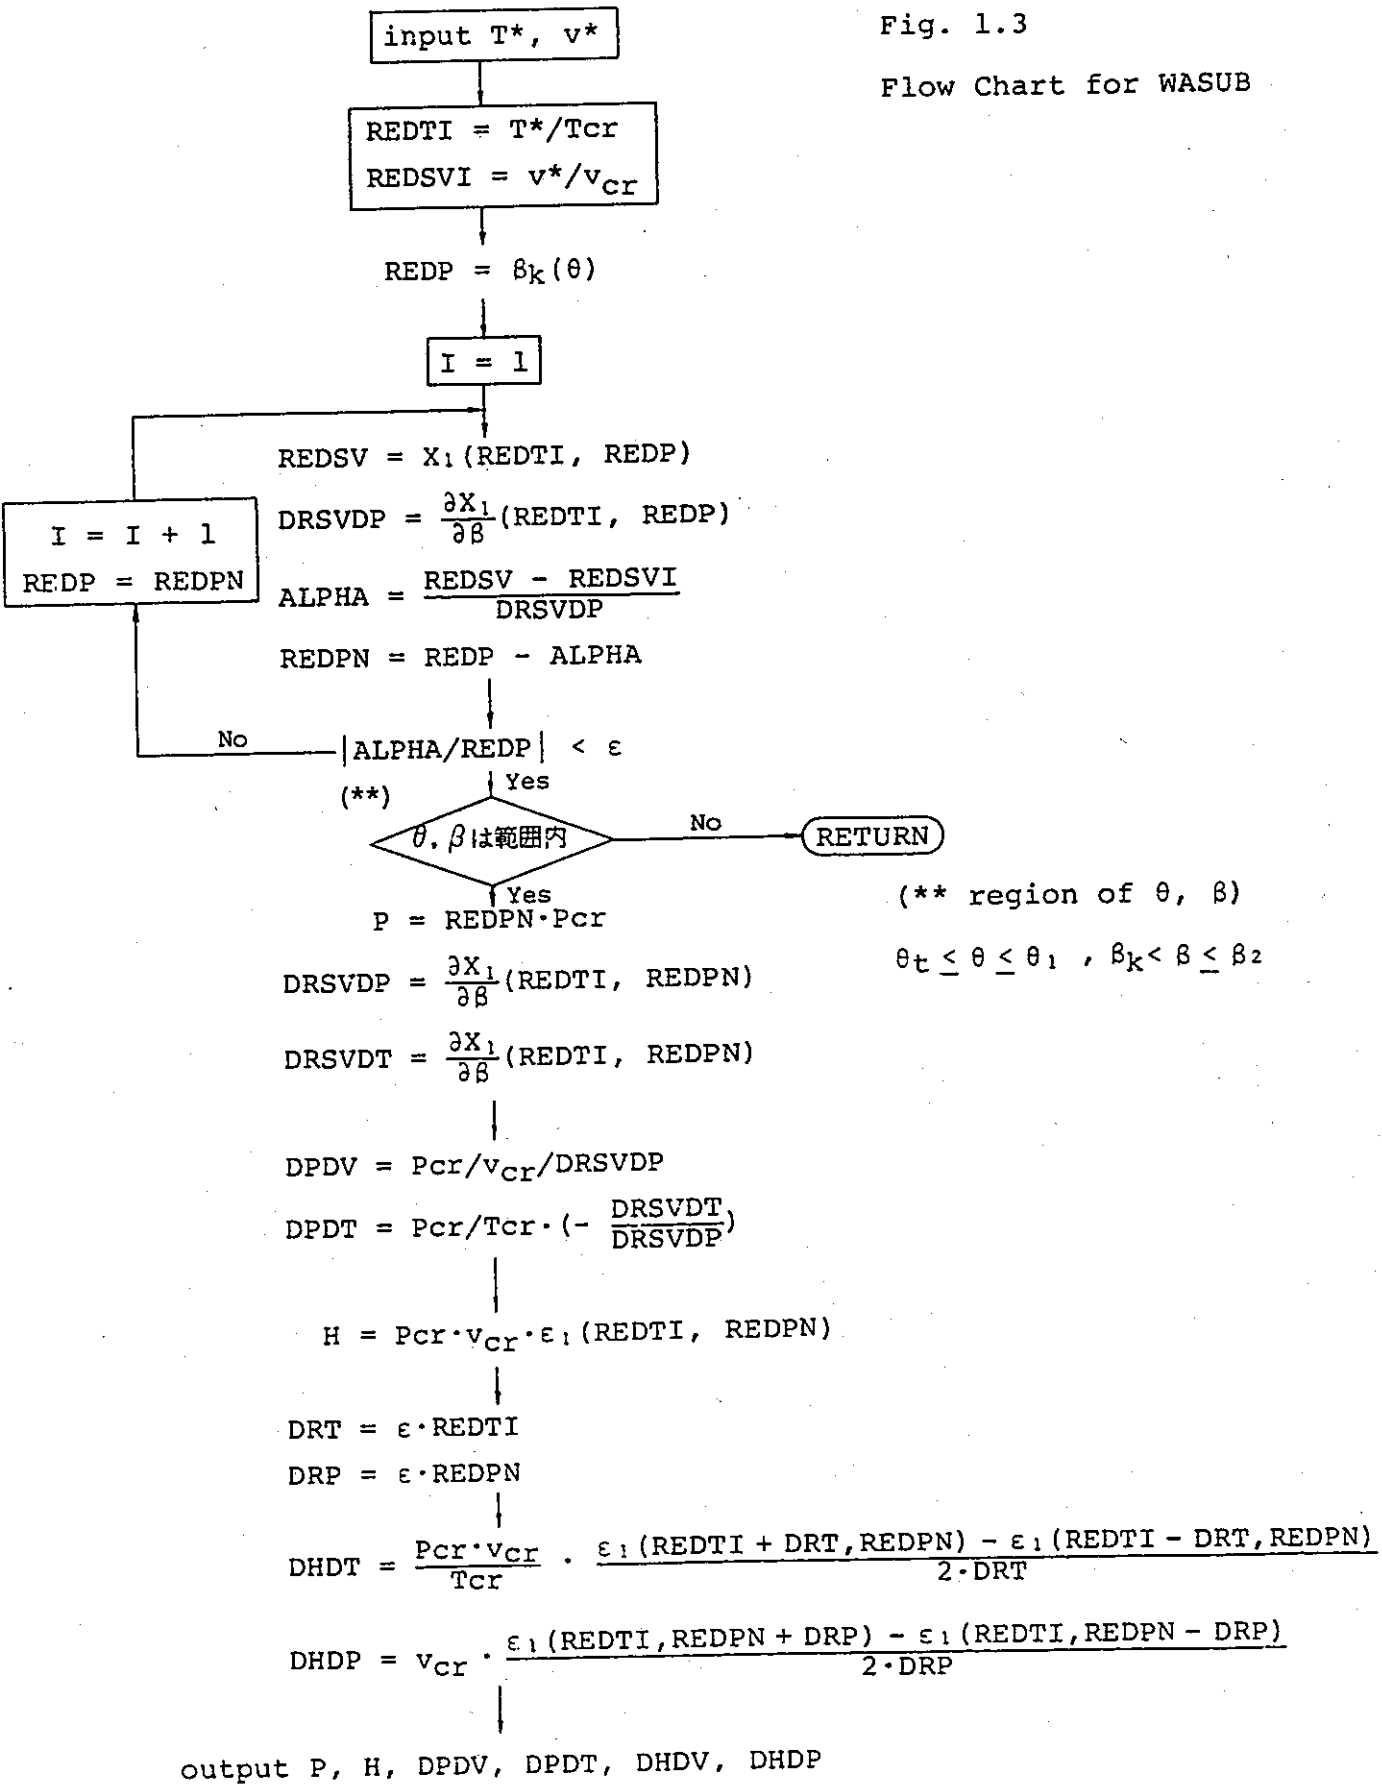 Fig. 1.3
Flow Chart for WASUB
input T*, v*
REDTI = T*/Tcr
REDSVI = v*/vcr
REDP = βk(θ)
I = 1
REDSV = X1(REDTI, REDP)
DRSVDP = ∂X1/∂β (REDTI, REDP)
I = I + 1
REDP = REDPN
ALPHA = REDSV - REDSVI / DRSVDP
REDPN = REDP - ALPHA
No
|ALPHA/REDP| < ε
Yes
(**)
θ, βは範囲内
No
RETURN
Yes
(** region of θ, β)
θt ≤ θ ≤ θ1 , βk < β ≤ β2
P = REDPN·Pcr
DRSVDP = ∂X1/∂β (REDTI, REDPN)
DRSVDT = ∂X1/∂β (REDTI, REDPN)
DPDV = Pcr/vcr/DRSVDP
DPDT = Pcr/Tcr·(- DRSVDT/DRSVDP)
H = Pcr·vcr·ε1(REDTI, REDPN)
DRT = ε·REDTI
DRP = ε·REDPN
DHDT = Pcr·vcr/Tcr · ε1(REDTI + DRT,REDPN) - ε1(REDTI - DRT,REDPN) / 2·DRT
DHDP = vcr · ε1(REDTI,REDPN + DRP) - ε1(REDTI,REDPN - DRP) / 2·DRP
output P, H, DPDV, DPDT, DHDV, DHDP